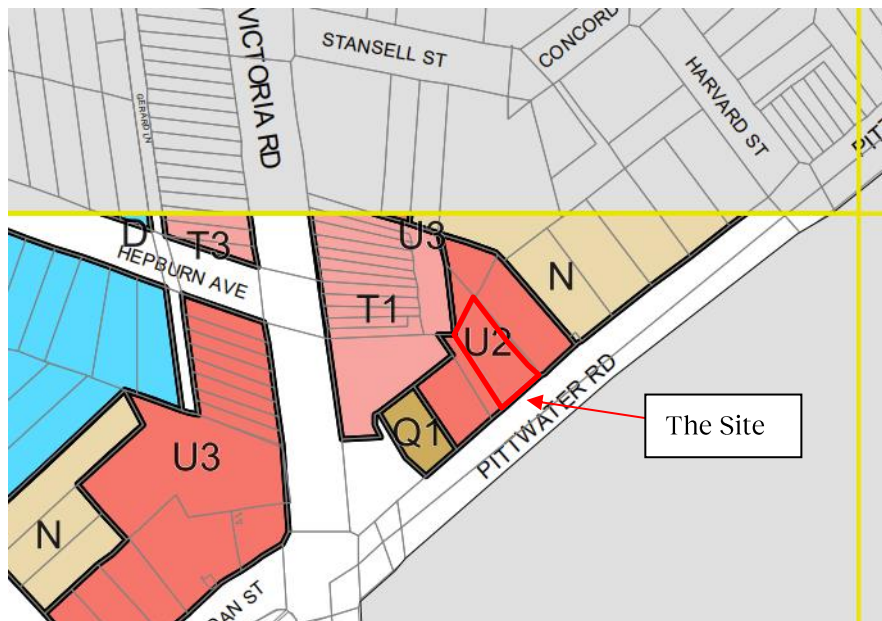 VICTORIA RD
STANSELL ST
CONCORD
HARVARD ST
PITT
GERARD LN
D
T3
U3
HEPBURN AVE
N
T1
U2
PITTWATER RD
The Site
Q1
U3
N